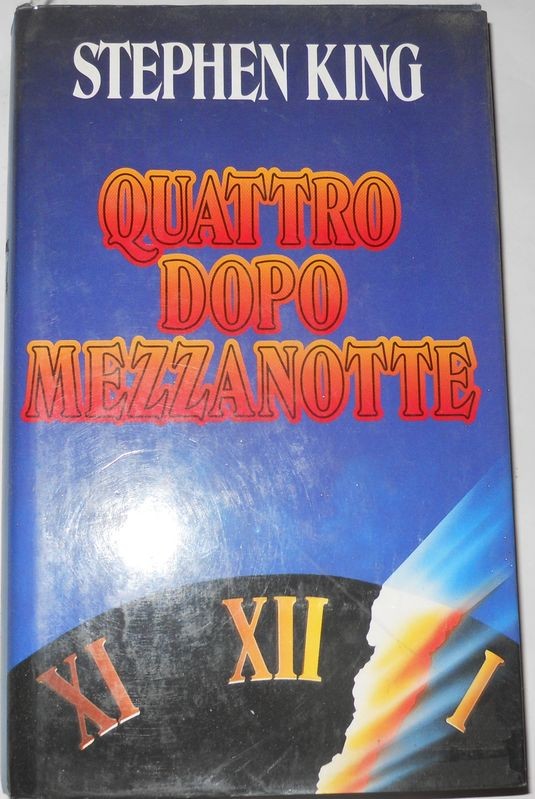 STEPHEN KING
QUATTRO
DOPO
MEZZANOTTE
XI XII I